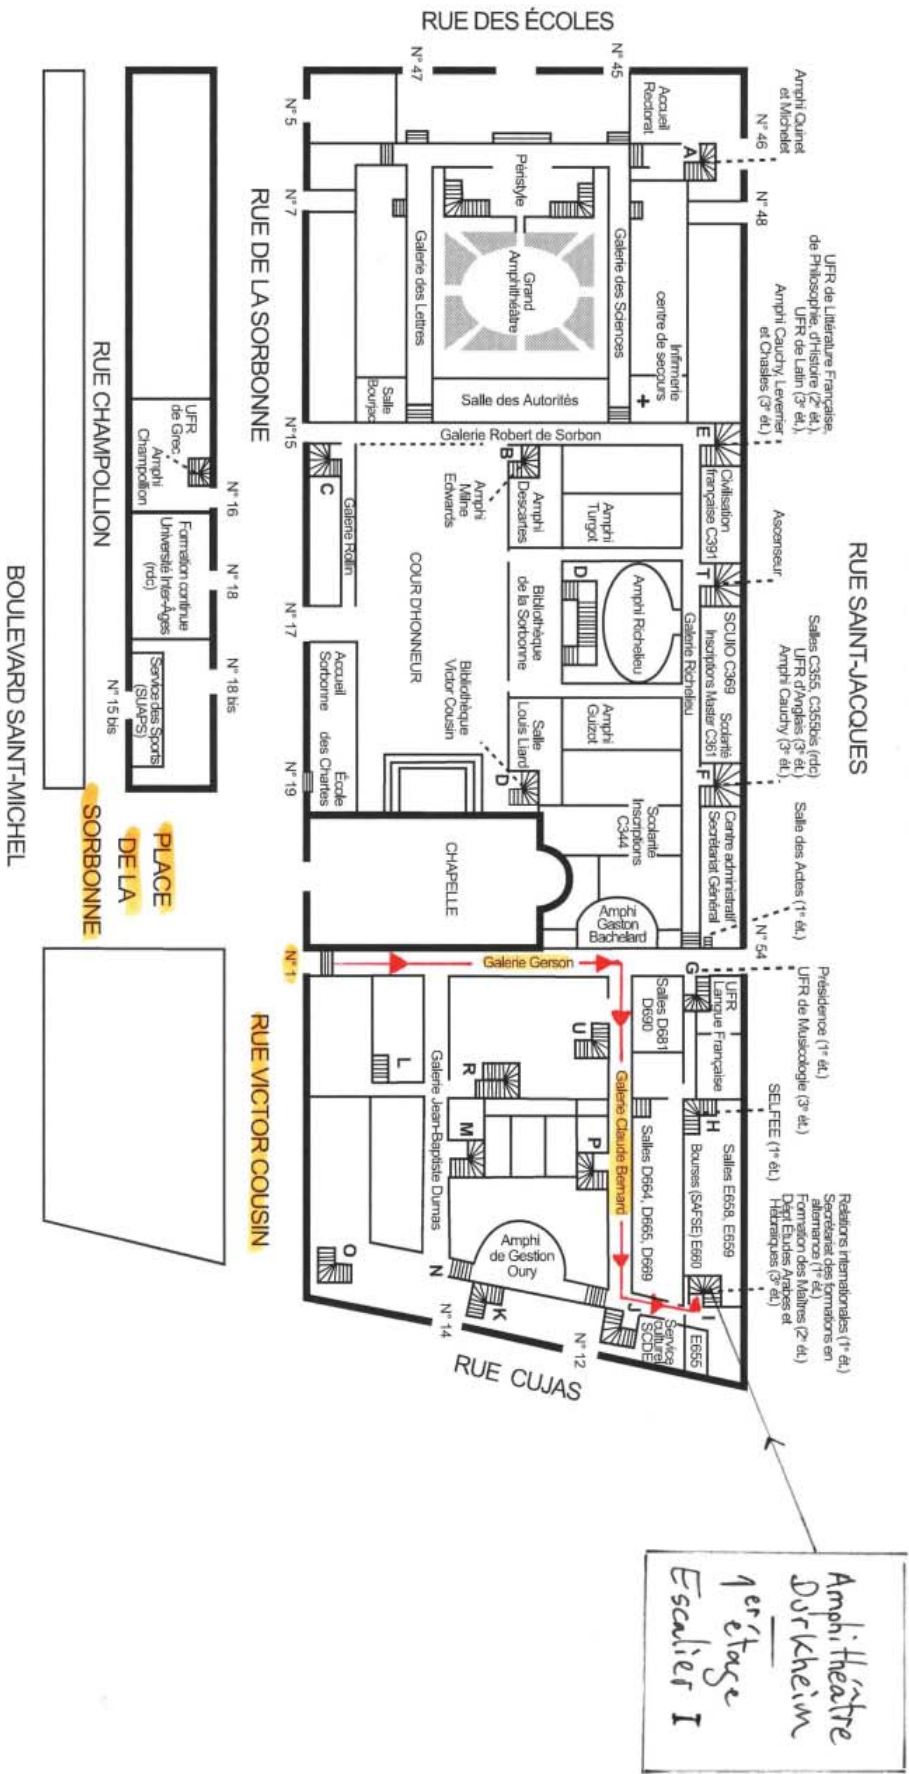 RUE DES ÉCOLES
N° 47
N° 45
Amphi Quinet
et Michelet
N° 46
N° 48
N° 5
N° 7
Accueil
Rectorat
A
Péristyle
Grand
Amphithéâtre
Galerie des Lettres
Galerie des Sciences
Infirmerie
centre de secours
Salle
Bourjac
Salle des Autorités
RUE DE LA SORBONNE
UFR de Littérature Française,
de Philosophie, d'Histoire (2e ét.),
UFR de Latin (3e ét.),
Amphi Cauchy, Leverrier
et Chasles (3e ét.)
N°15
Galerie Robert de Sorbon
E
B
C
Galerie Rollin
Amphi
Milne
Edwards
Amphi
Descartes
Amphi
Turgot
Civilisation
française C391
Ascenseur
T
RUE SAINT-JACQUES
COUR D'HONNEUR
Bibliothèque
de la Sorbonne
D
Amphi Richelieu
Galerie Richelieu
SCUIO C369
Inscriptions Master C361
Scolarité
N° 17
Accueil
Sorbonne
École
des Chartes
N° 19
Bibliothèque
Victor Cousin
Salle
Louis Liard
D
Amphi
Guizot
F
Salles C355, C355bis (rdc)
UFR d'Anglais (3e ét.)
Amphi Cauchy (3e ét.)
Scolarité
Inscriptions
C344
Centre administratif
Secrétariat Général
Salle des Actes (1e ét.)
CHAPELLE
Amphi
Gaston
Bachelard
N° 54
RUE CHAMPOLLION
UFR
de Grec
Amphi
Champollion
N° 16
Formation continue
Université Inter-Âges
(rdc)
N° 18
Service des Sports
(SUAPS)
N° 18 bis
N° 15 bis
BOULEVARD SAINT-MICHEL
PLACE
DE LA
SORBONNE
N° 1
Galerie Gerson
G
Présidence (1e ét.)
UFR de Musicologie (3e ét.)
UFR
Langue Française
Salles D681
D690
RUE VICTOR COUSIN
L
R
U
Galerie Jean-Baptiste Dumas
Galerie Claude Bernard
M
P
H
SELFEE (1e ét.)
Salles D664, D665, D669
Salles E658, E659
Bourses (SAFSE) E660
Relations internationales (1e ét.)
Secrétariat des formations en
alternance (1e ét.)
Formation des Maîtres (2e ét.)
Dépt Études Arabes et
Hébraïques (3e ét.)
O
N
Amphi
de Gestion
Oury
K
J
I
Service
culturel
SCDE
E655
N° 14
N° 12
RUE CUJAS
Amphithéâtre
Dürkheim
1er étage
Escalier I